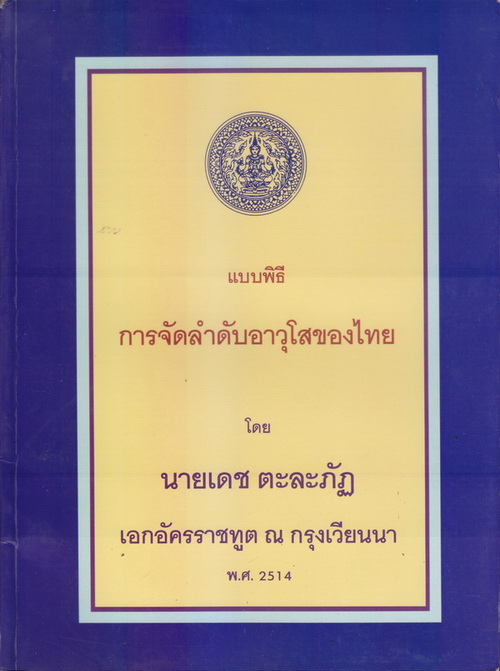 แบบพิธี
การจัดลำดับอาวุโสของไทย
โดย
นายเดช ตะละภัฏ
เอกอัครราชทูต ณ กรุงเวียนนา
พ.ศ. 2514